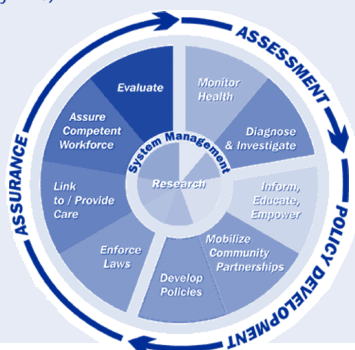 ASSESSMENT
POLICY DEVELOPMENT
ASSURANCE
Monitor
Health
Diagnose
& Investigate
Inform,
Educate,
Empower
Mobilize
Community
Partnerships
Develop
Policies
Enforce
Laws
Link
to / Provide
Care
Assure
Competent
Workforce
Evaluate
System Management
Research